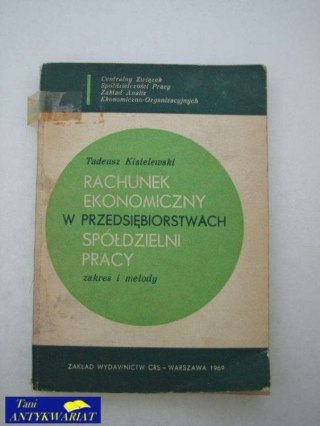 Centralny Związek
Spółdzielczości Pracy
Zakład Analiz
Ekonomiczno-Organizacyjnych
Tadeusz Kisielewski
RACHUNEK
EKONOMICZNY
W PRZEDSIĘBIORSTWACH
SPÓŁDZIELNI
PRACY
zakres i metody
ZAKŁAD WYDAWNICTW CRS – WARSZAWA 1969
Tani
ANTYKWARIAT